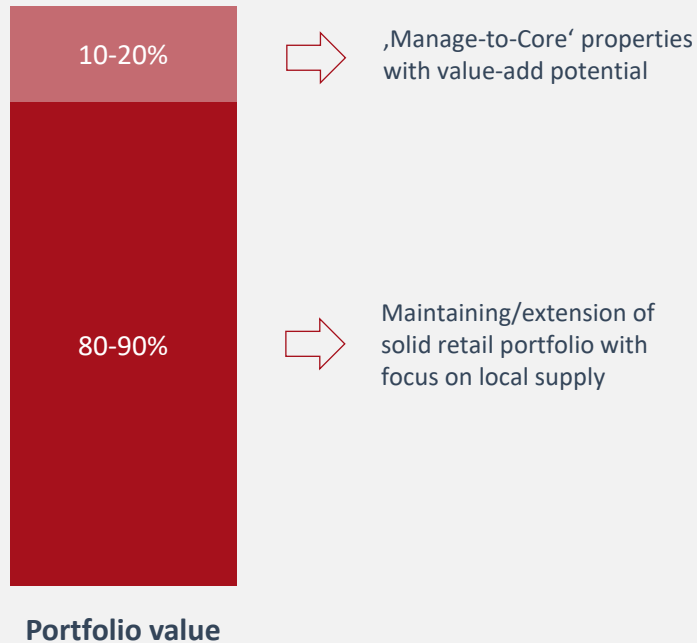 10-20%
‚Manage-to-Core‘ properties
with value-add potential
80-90%
Maintaining/extension of
solid retail portfolio with
focus on local supply
Portfolio value